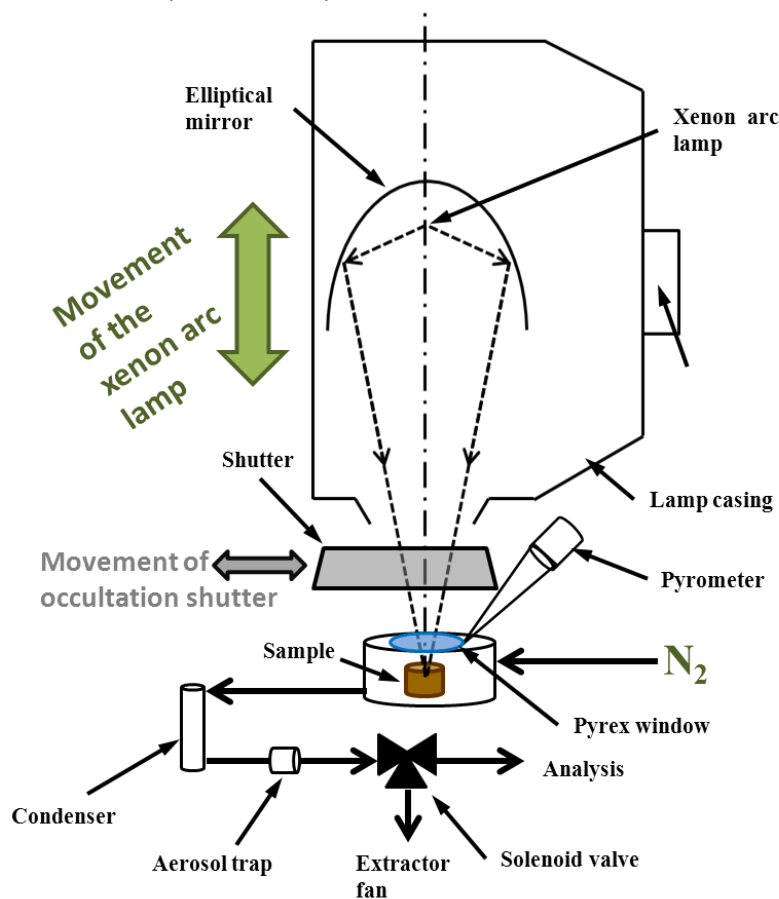 Elliptical
mirror
Xenon arc
lamp
Movement
of the
xenon arc
lamp
Shutter
Lamp casing
Movement of
occultation shutter
Pyrometer
Sample
N2
Pyrex window
Analysis
Condenser
Aerosol trap
Extractor
fan
Solenoid valve